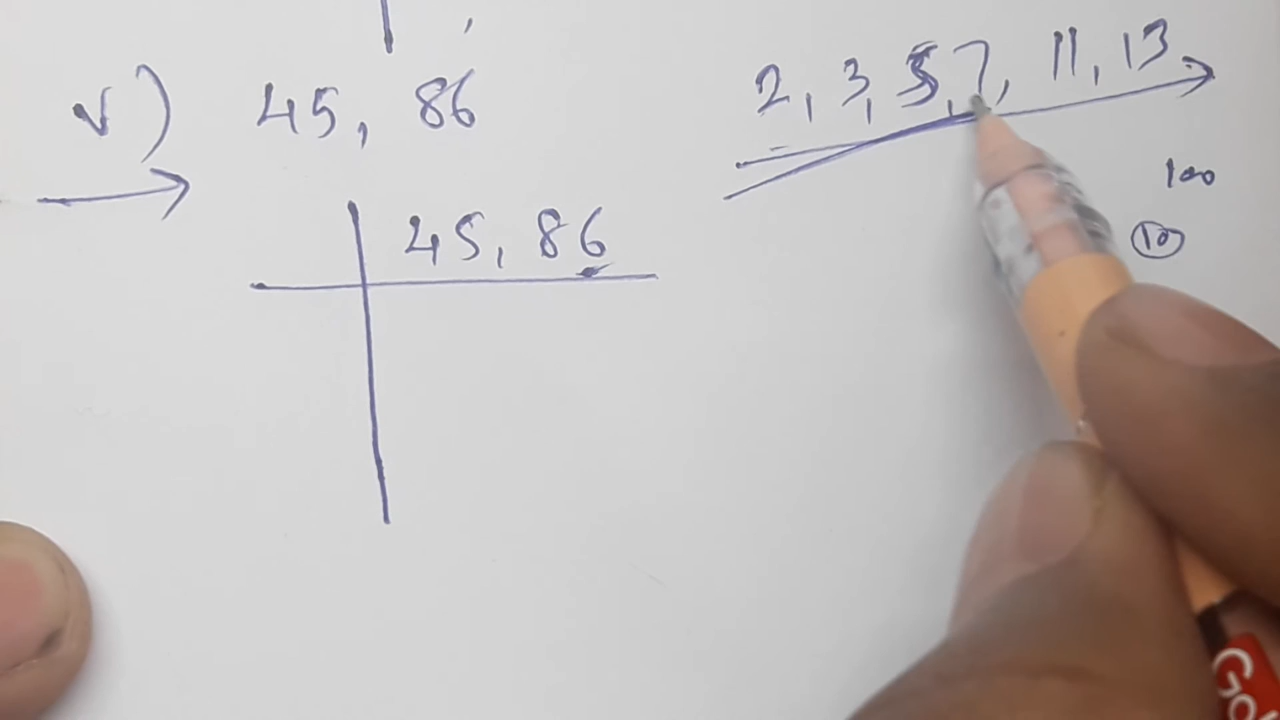 v) 45, 86
2, 3, 5, 7, 11, 13
100
10
45, 86